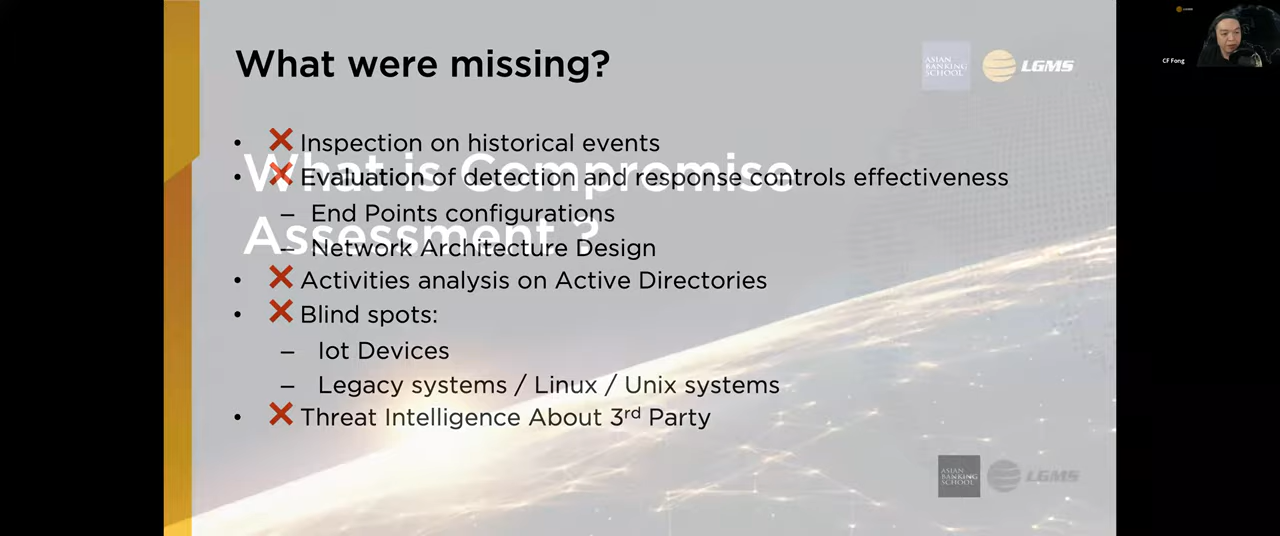 What were missing?
ASIAN
BANKING
SCHOOL
LGMS
• ❌ Inspection on historical events
• ❌ Evaluation of detection and response controls effectiveness
– End Points configurations
– Network Architecture Design
What is Compromise
Assessment ?
• ❌ Activities analysis on Active Directories
• ❌ Blind spots:
– Iot Devices
– Legacy systems / Linux / Unix systems
• ❌ Threat Intelligence About 3rd Party
ASIAN
BANKING
SCHOOL
LGMS
CF Fong